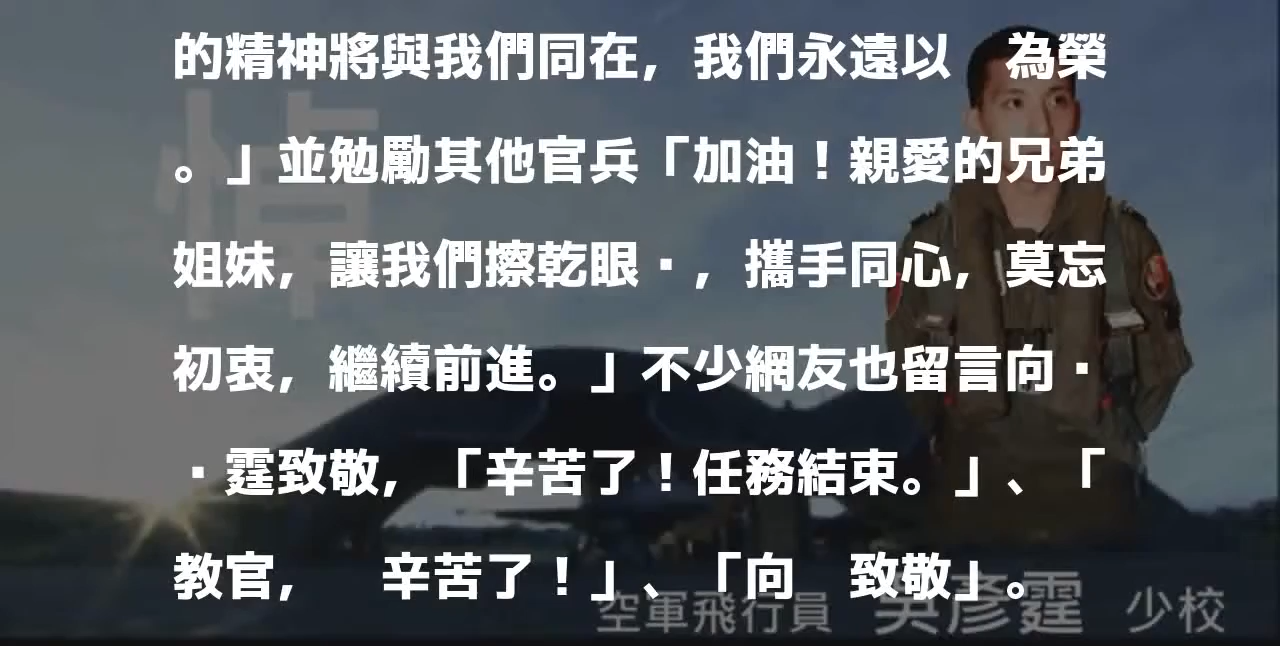 的精神將與我們同在，我們永遠以　為榮
。」並勉勵其他官兵「加油！親愛的兄弟
姐妹，讓我們擦乾眼▪，攜手同心，莫忘
初衷，繼續前進。」不少網友也留言向▪
▪霆致敬，「辛苦了！任務結束。」、「
教官，　辛苦了！」、「向　致敬」。
悼
空軍飛行員 吳彥霆 少校